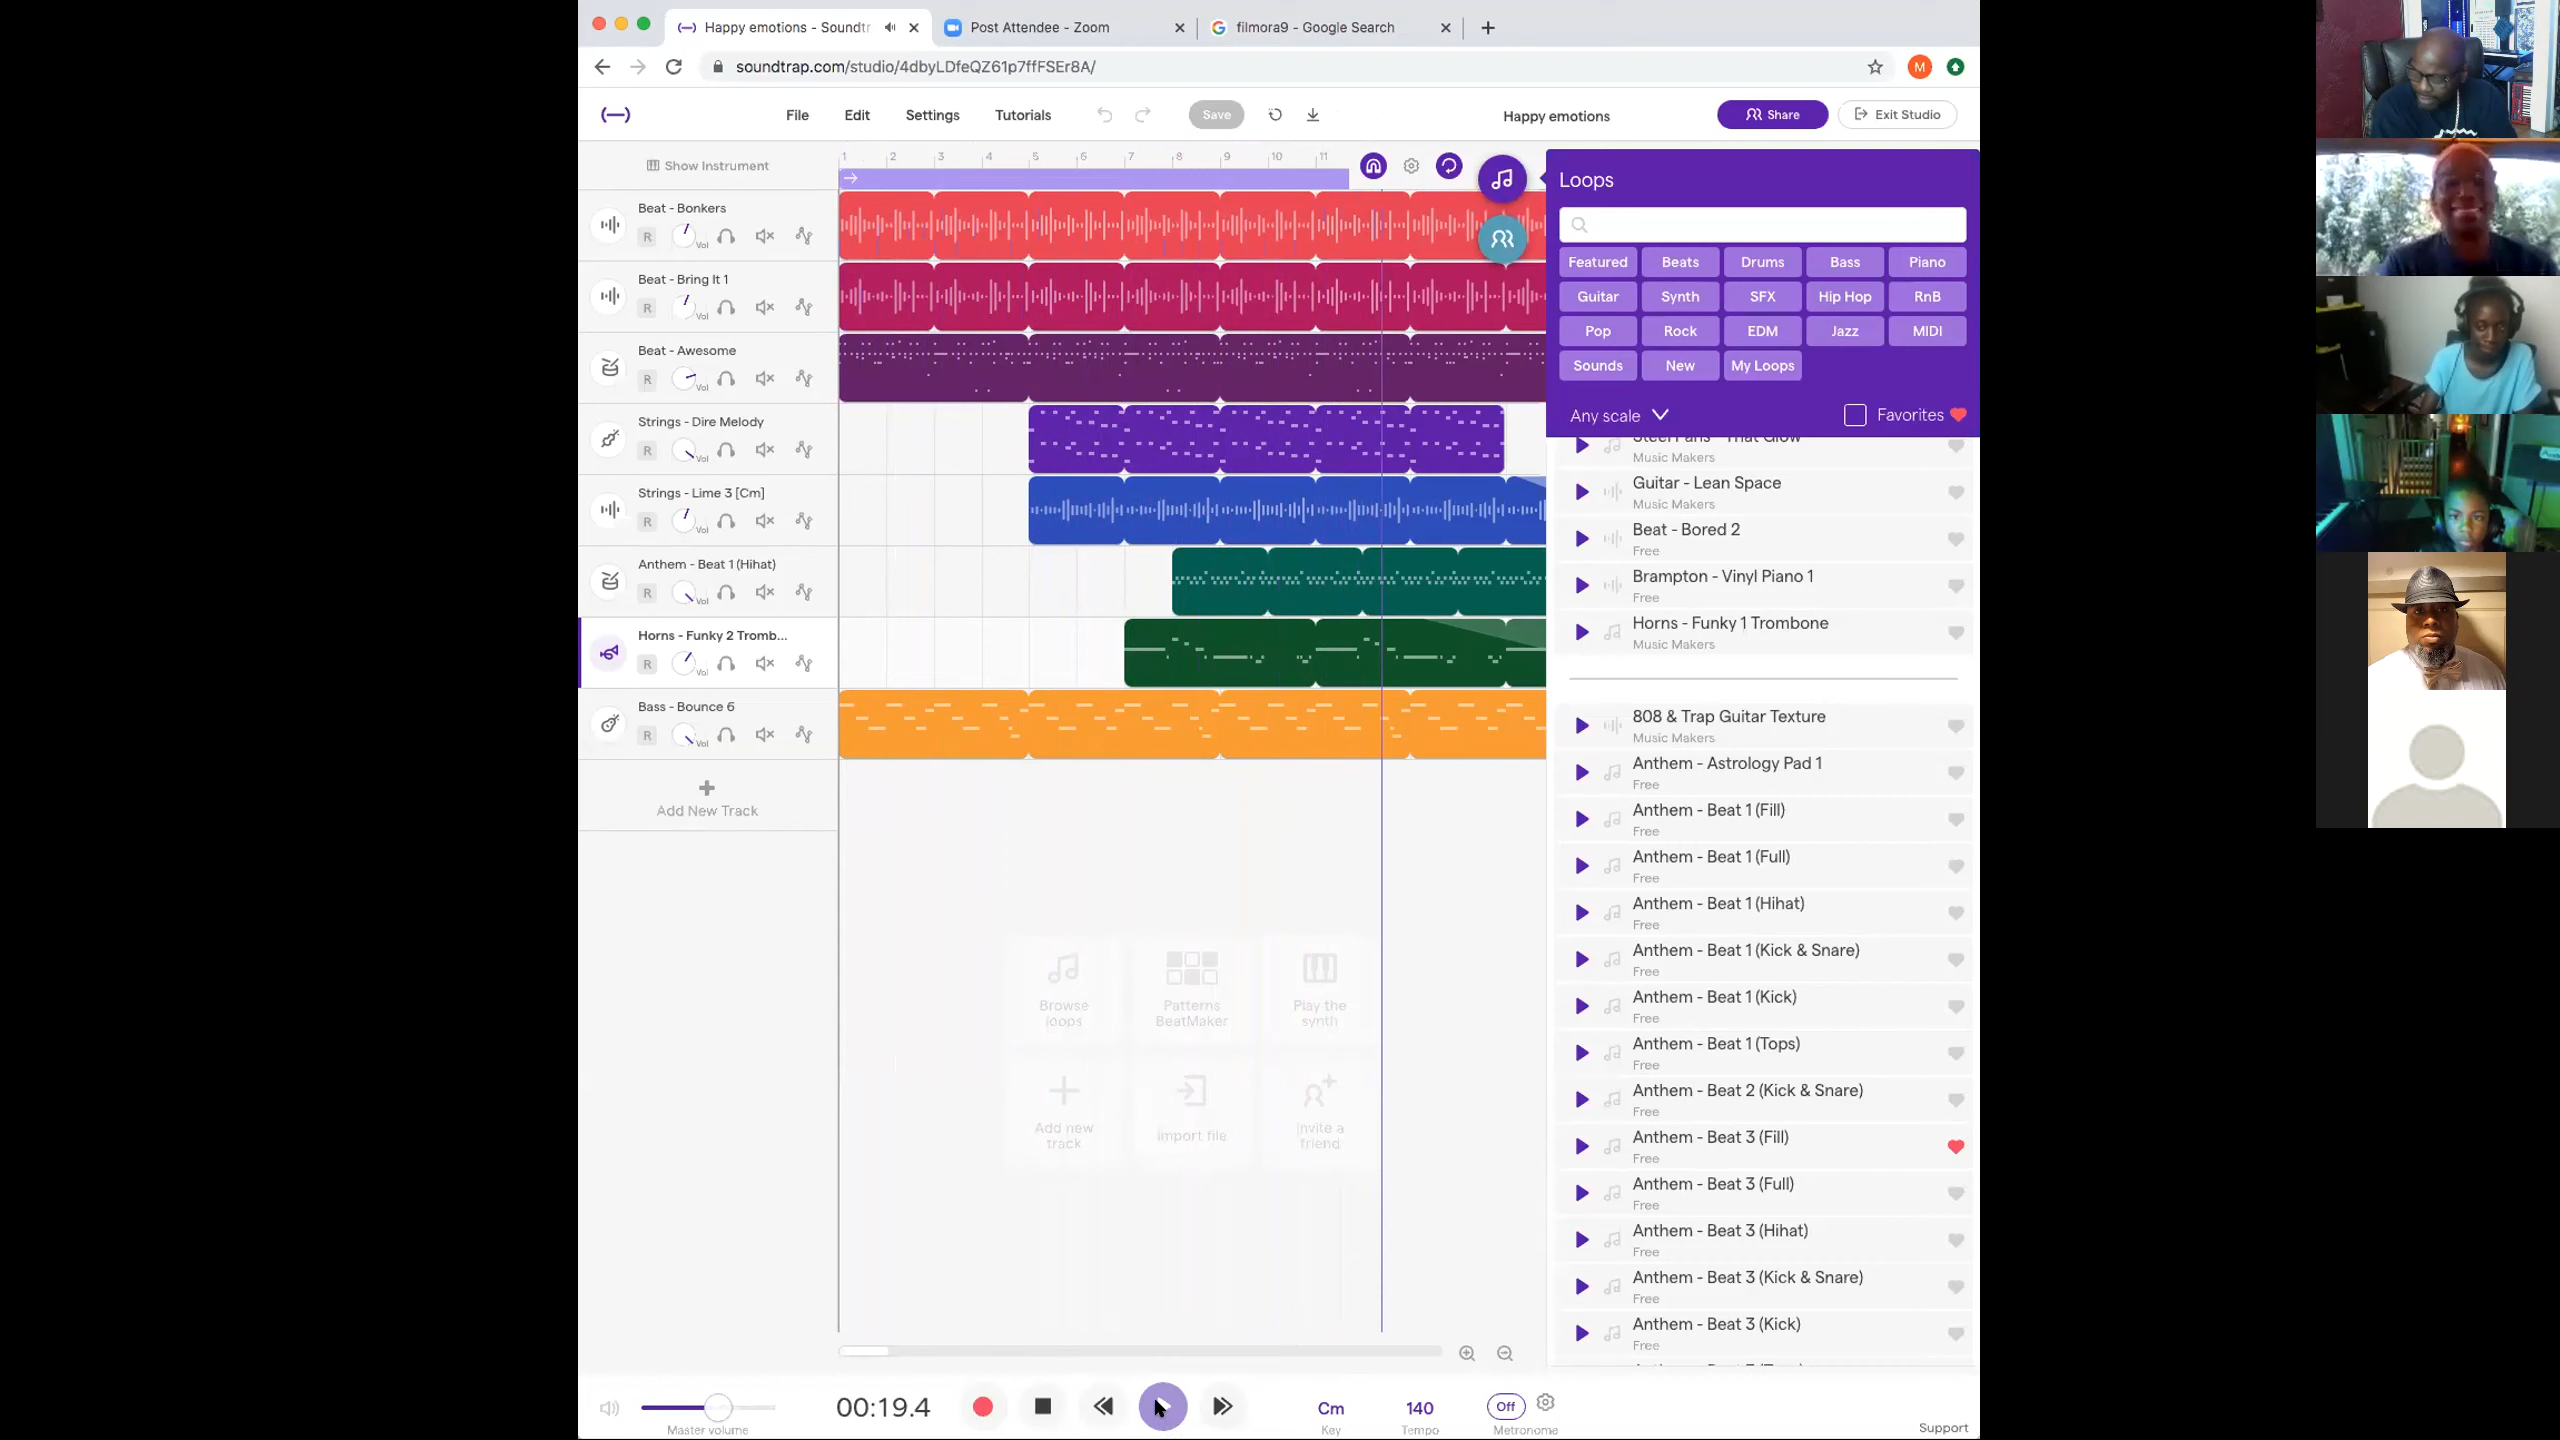 Happy emotions - Soundtr
Post Attendee - Zoom
filmora9 - Google Search
soundtrap.com/studio/4dbyLDfeQZ61p7ffFSEr8A/
M
File Edit Settings Tutorials Save Happy emotions Share Exit Studio
Show Instrument
1 2 3 4 5 6 7 8 9 10 11
Beat - Bonkers
R Vol
Beat - Bring It 1
R Vol
Beat - Awesome
R Vol
Strings - Dire Melody
R Vol
Strings - Lime 3 [Cm]
R Vol
Anthem - Beat 1 (Hihat)
R Vol
Horns - Funky 2 Tromb...
R Vol
Bass - Bounce 6
R Vol
Add New Track
Browse loops
Patterns BeatMaker
Play the synth
Add new track
Import file
Invite a friend
Loops
Featured Beats Drums Bass Piano
Guitar Synth SFX Hip Hop RnB
Pop Rock EDM Jazz MIDI
Sounds New My Loops
Any scale Favorites
Music Makers
Guitar - Lean Space
Music Makers
Beat - Bored 2
Free
Brampton - Vinyl Piano 1
Free
Horns - Funky 1 Trombone
Music Makers
808 & Trap Guitar Texture
Music Makers
Anthem - Astrology Pad 1
Free
Anthem - Beat 1 (Fill)
Free
Anthem - Beat 1 (Full)
Free
Anthem - Beat 1 (Hihat)
Free
Anthem - Beat 1 (Kick & Snare)
Free
Anthem - Beat 1 (Kick)
Free
Anthem - Beat 1 (Tops)
Free
Anthem - Beat 2 (Kick & Snare)
Free
Anthem - Beat 3 (Fill)
Free
Anthem - Beat 3 (Full)
Free
Anthem - Beat 3 (Hihat)
Free
Anthem - Beat 3 (Kick & Snare)
Free
Anthem - Beat 3 (Kick)
Free
Master volume
00:19.4
Cm
Key
140
Tempo
Off
Metronome
Support